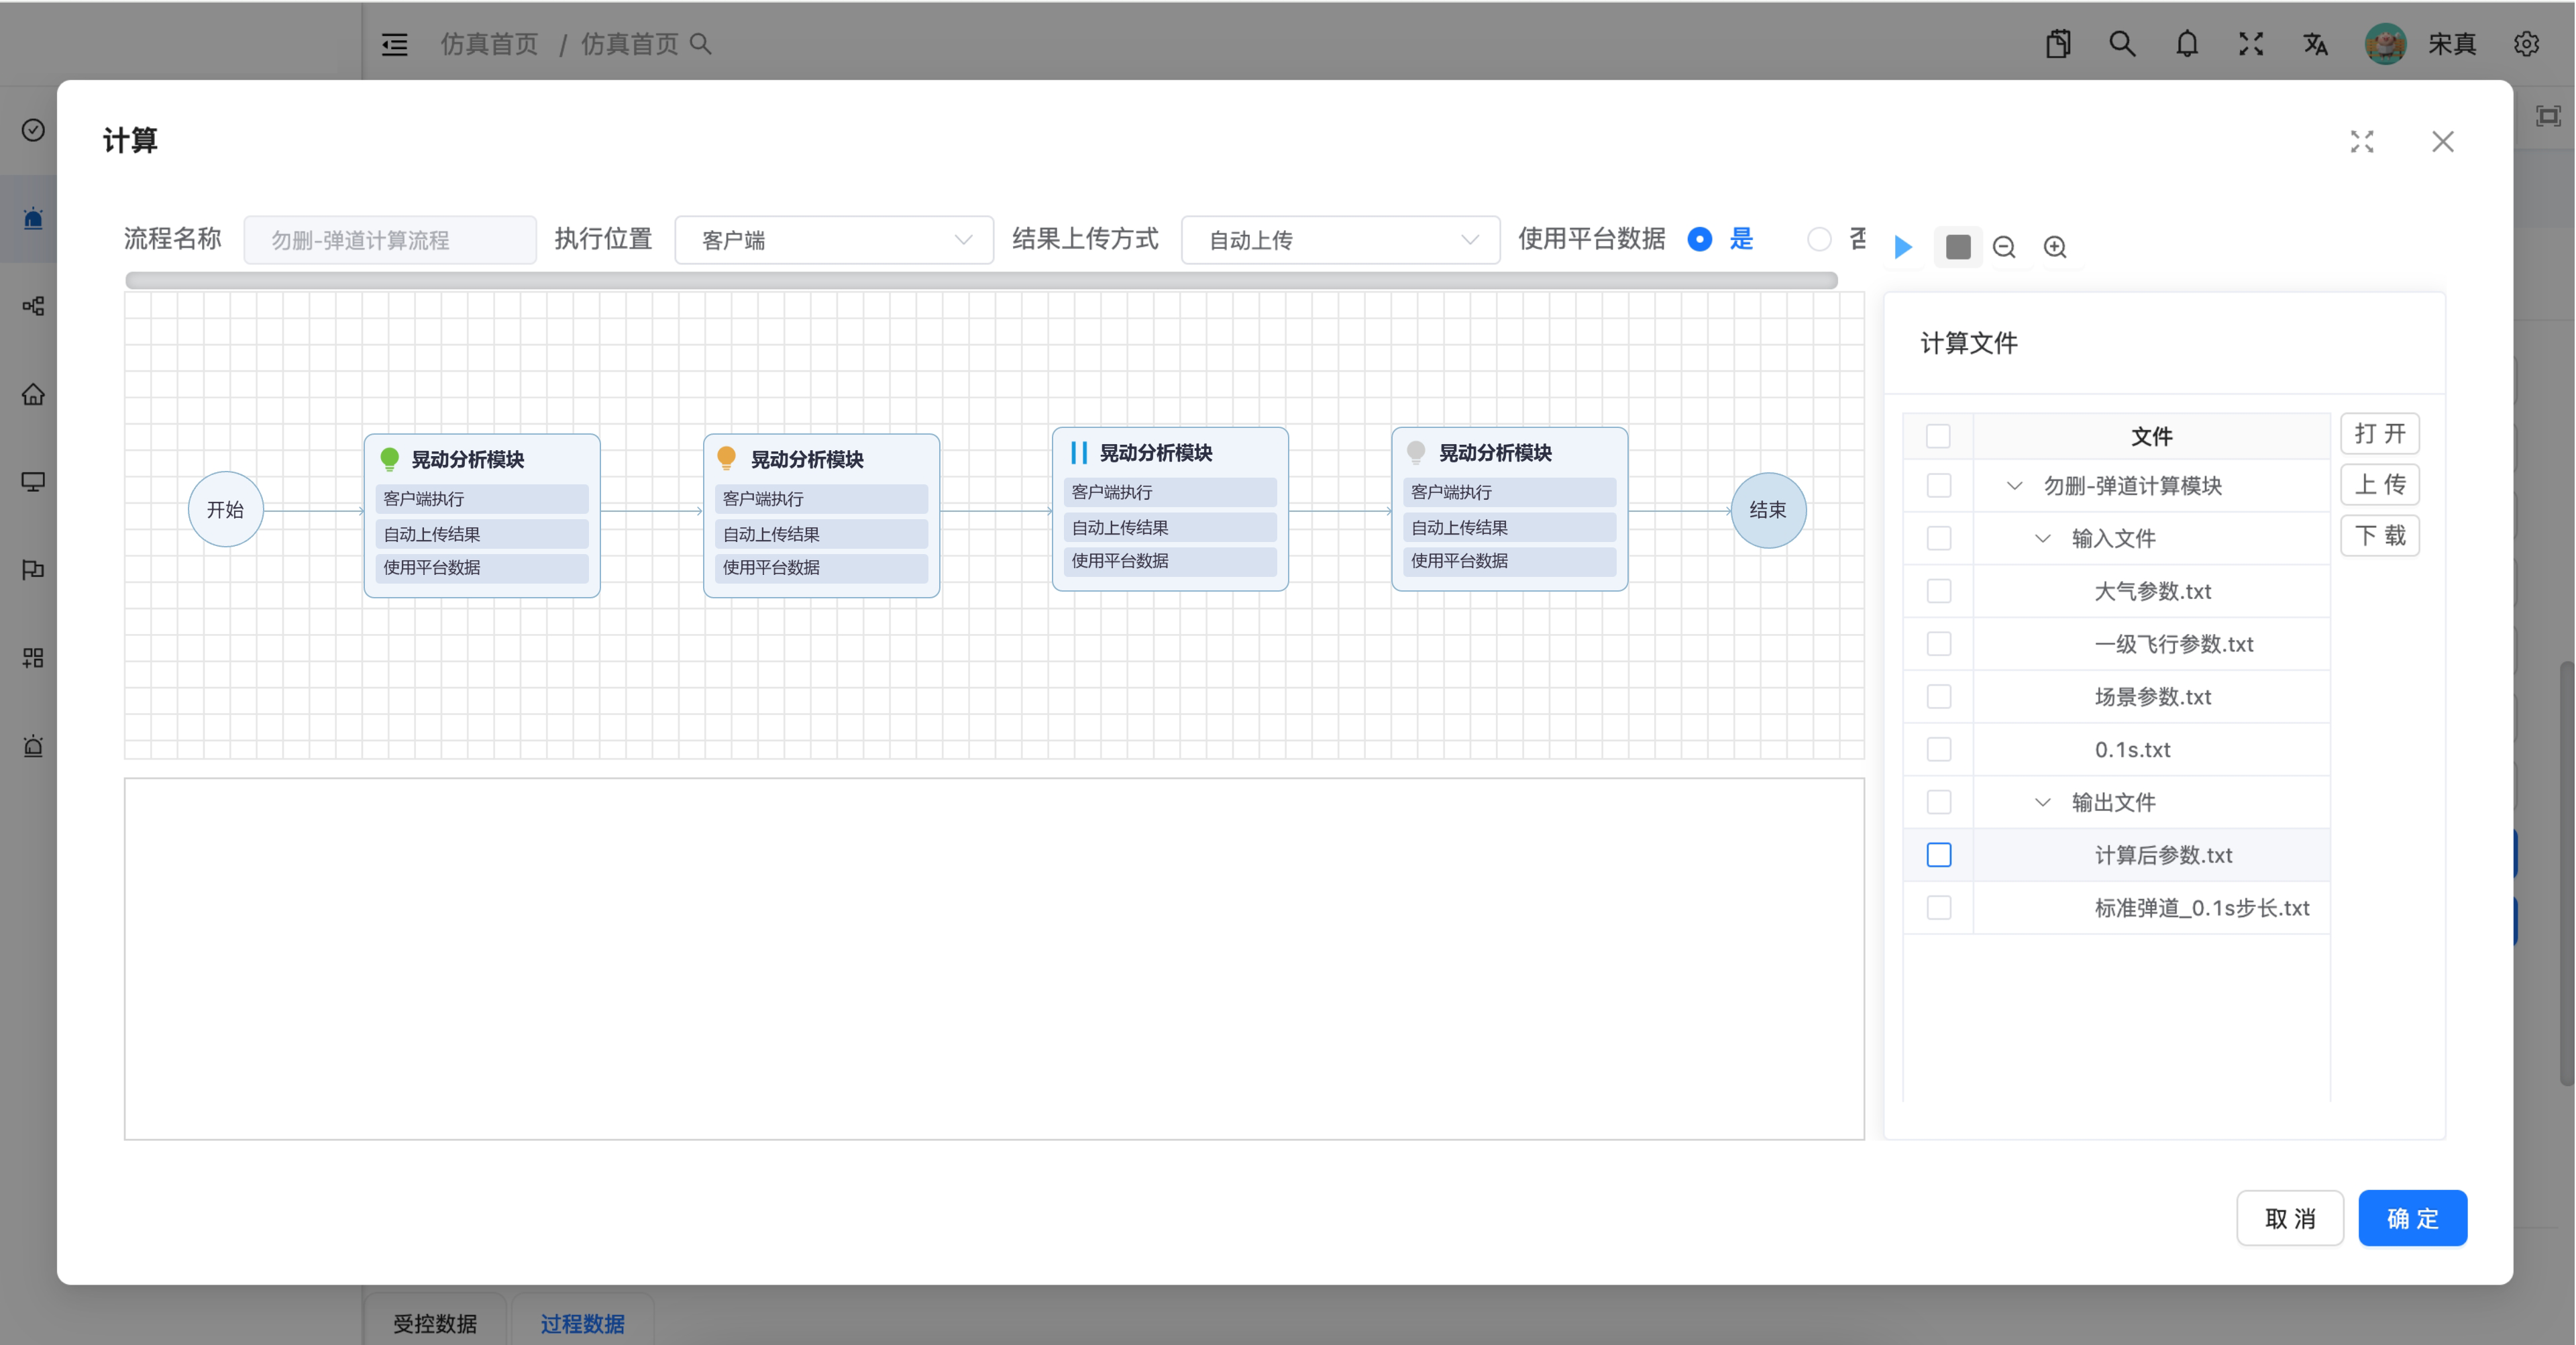 仿真首页 / 仿真首页
宋真
计算
流程名称 勿删-弹道计算流程 执行位置 客户端 结果上传方式 自动上传 使用平台数据 是 否
计算文件
开始
晃动分析模块
客户端执行
自动上传结果
使用平台数据
晃动分析模块
客户端执行
自动上传结果
使用平台数据
晃动分析模块
客户端执行
自动上传结果
使用平台数据
晃动分析模块
客户端执行
自动上传结果
使用平台数据
结束
文件
勿删-弹道计算模块
输入文件
大气参数.txt
一级飞行参数.txt
场景参数.txt
0.1s.txt
输出文件
计算后参数.txt
标准弹道_0.1s步长.txt
打 开
上 传
下 载
取 消
确 定
受控数据
过程数据